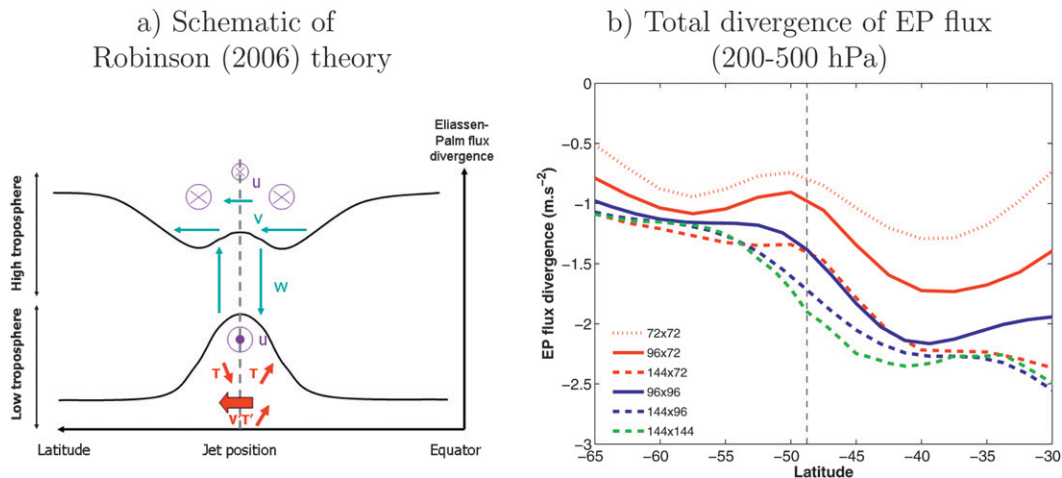 a) Schematic of
Robinson (2006) theory
Eliassen-
Palm flux
divergence
High troposphere
u
v
w
Low troposphere
u
T
T
V'T'
Latitude
Jet position
Equator
b) Total divergence of EP flux
(200-500 hPa)
EP flux divergence (m.s⁻²)
0
−0.5
−1
−1.5
−2
−2.5
−3
72x72
96x72
144x72
96x96
144x96
144x144
−65
−60
−55
−50
−45
−40
−35
−30
Latitude